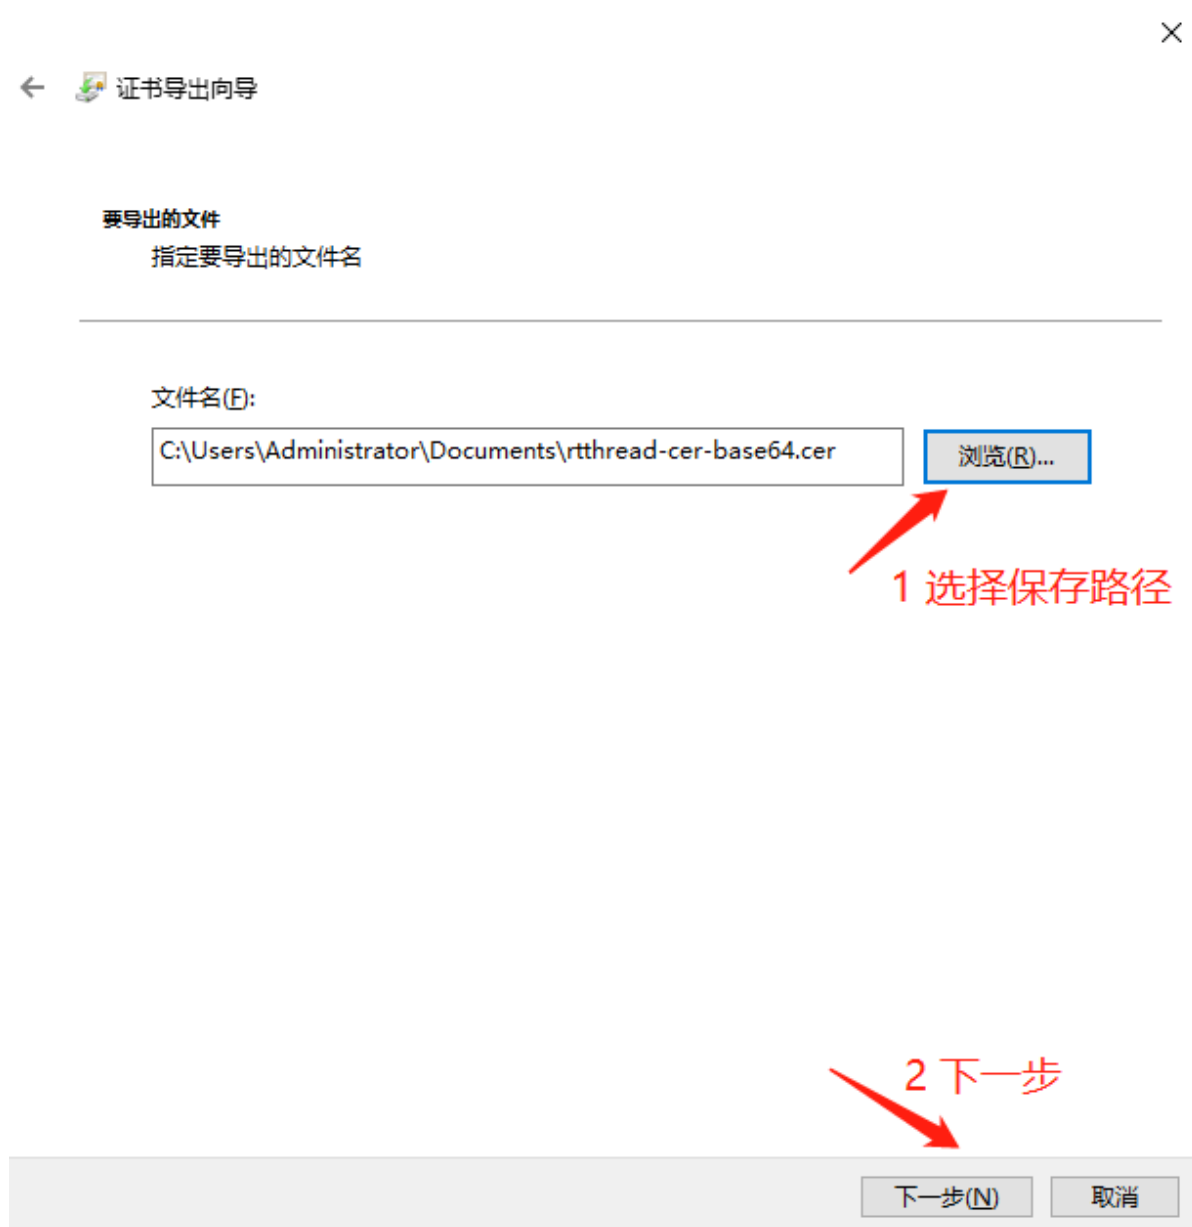 证书导出向导
要导出的文件
指定要导出的文件名
文件名(F):
C:\Users\Administrator\Documents\rtthread-cer-base64.cer
浏览(R)...
1 选择保存路径
2 下一步
下一步(N)
取消